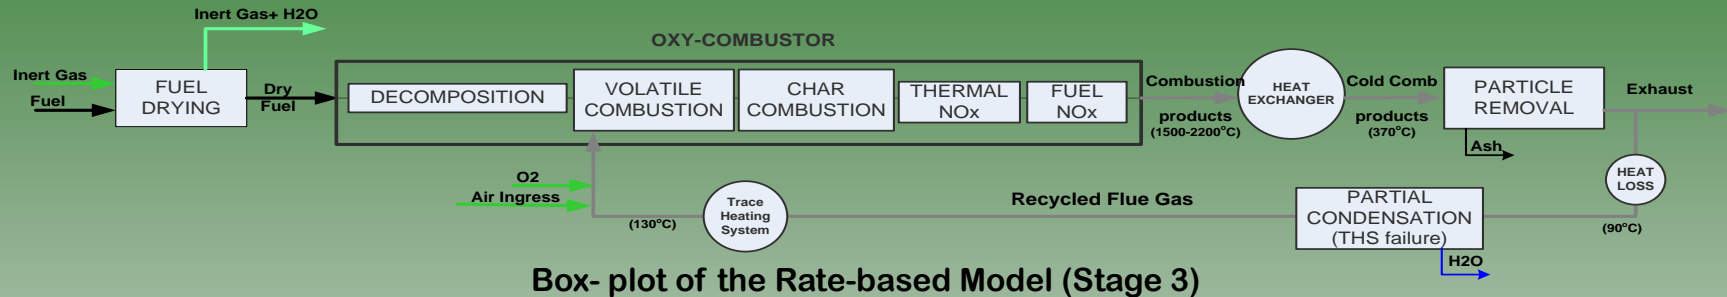 Inert Gas+ H2O
OXY-COMBUSTOR
Inert Gas
Fuel
FUEL
DRYING
Dry
Fuel
DECOMPOSITION
VOLATILE
COMBUSTION
CHAR
COMBUSTION
THERMAL
NOx
FUEL
NOx
Combustion
products
(1500-2200°C)
HEAT
EXCHANGER
Cold Comb
products
(370°C)
PARTICLE
REMOVAL
Exhaust
Ash
HEAT
LOSS
O2
Air Ingress
(130°C)
Trace
Heating
System
Recycled Flue Gas
PARTIAL
CONDENSATION
(THS failure)
(90°C)
H2O
Box- plot of the Rate-based Model (Stage 3)